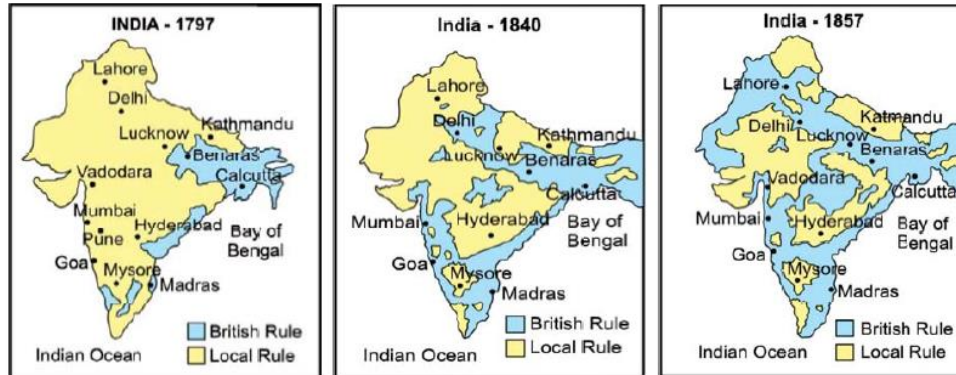 INDIA - 1797
Lahore
Delhi
Lucknow
Kathmandu
Benaras
Calcutta
Vadodara
Mumbai
Hyderabad
Pune
Bay of
Bengal
Goa
Mysore
Madras
British Rule
Local Rule
Indian Ocean
India - 1840
Lahore
Delhi
Kathmandu
Lucknow
Benaras
Calcutta
Mumbai
Hyderabad
Bay of
Bengal
Goa
Mysore
Madras
British Rule
Local Rule
Indian Ocean
India - 1857
Lahore
Delhi
Katmandu
Lucknow
Benaras
Vadodara
Calcutta
Mumbai
Hyderabad
Bay of
Bengal
Goa
Mysore
Madras
British Rule
Local Rule
Indian Ocean